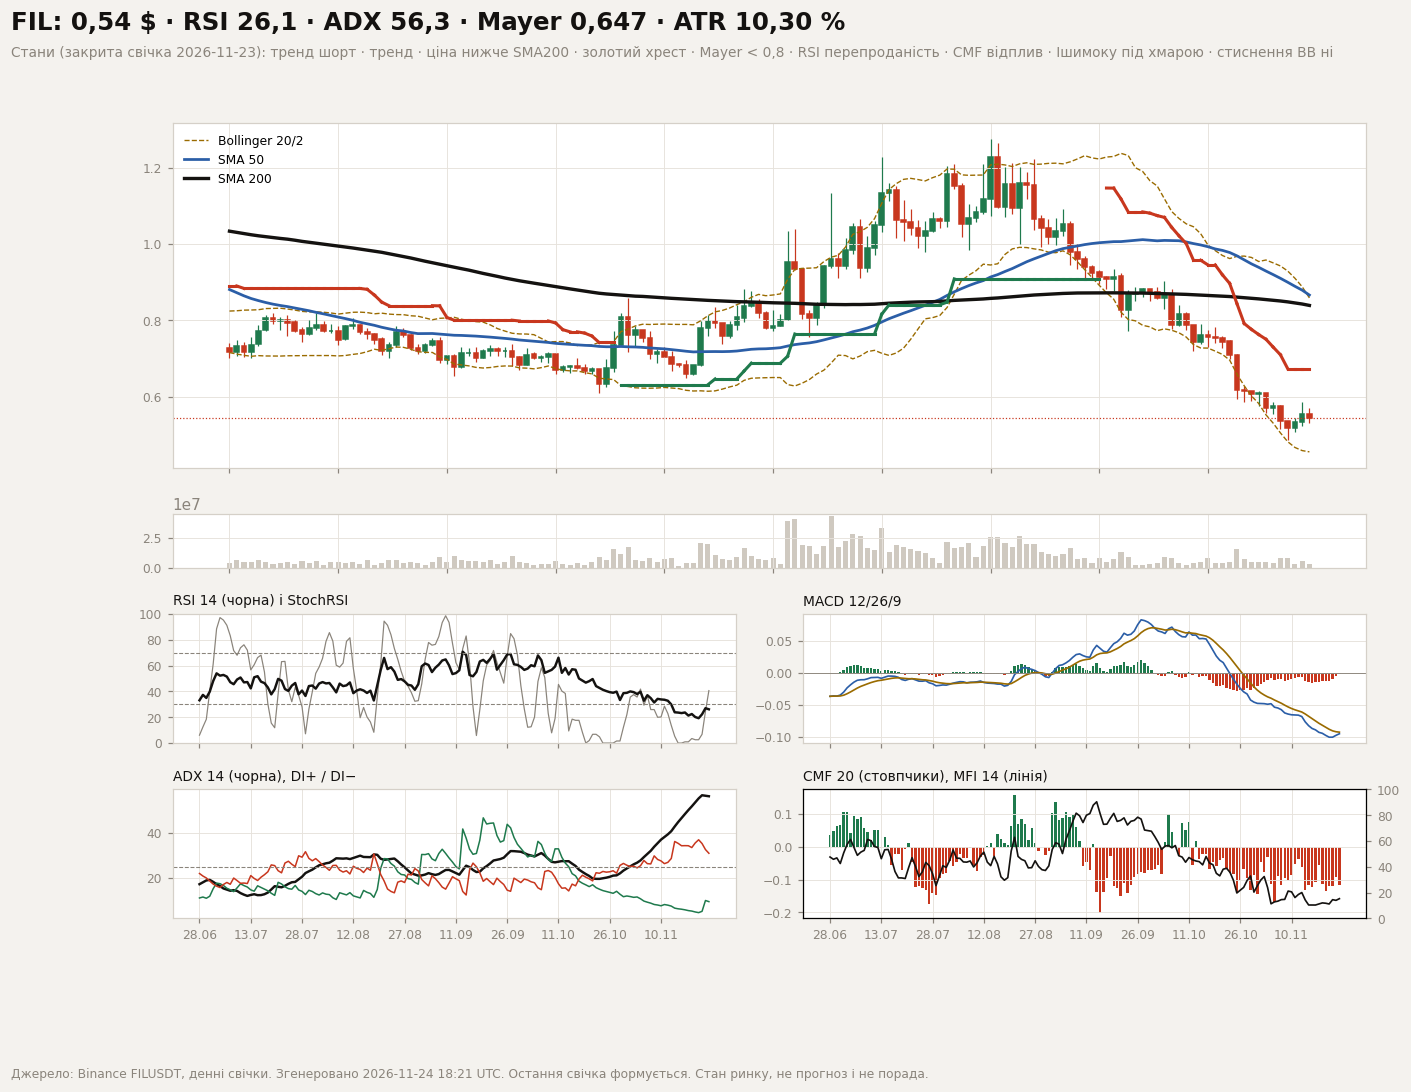 FIL: 0,54 $ · RSI 26,1 · ADX 56,3 · Mayer 0,647 · ATR 10,30 %
Стани (закрита свічка 2026-11-23): тренд шорт · тренд · ціна нижче SMA200 · золотий хрест · Mayer < 0,8 · RSI перепроданість · CMF відплив · Ішимоку під хмарою · стиснення BB ні
Bollinger 20/2
SMA 50
SMA 200
1.2
1.0
0.8
0.6
1e7
2.5
0.0
RSI 14 (чорна) і StochRSI
100
80
60
40
20
0
MACD 12/26/9
0.05
0.00
−0.05
−0.10
ADX 14 (чорна), DI+ / DI−
40
20
28.06 13.07 28.07 12.08 27.08 11.09 26.09 11.10 26.10 10.11
CMF 20 (стовпчики), MFI 14 (лінія)
0.1
0.0
−0.1
−0.2
100
80
60
40
20
0
28.06 13.07 28.07 12.08 27.08 11.09 26.09 11.10 26.10 10.11
Джерело: Binance FILUSDT, денні свічки. Згенеровано 2026-11-24 18:21 UTC. Остання свічка формується. Стан ринку, не прогноз і не порада.